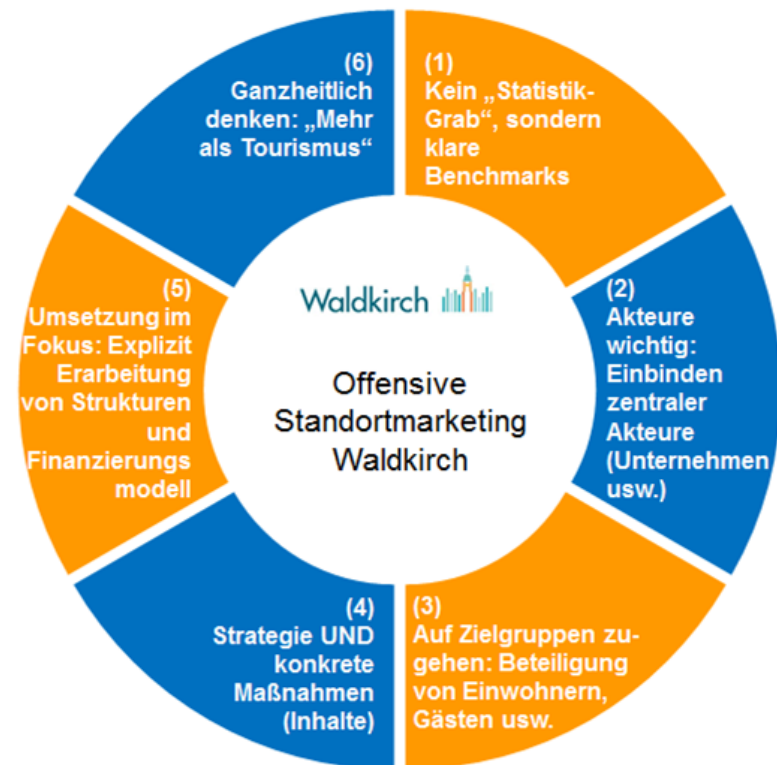 (1)
Kein „Statistik-
Grab“, sondern
klare
Benchmarks
(2)
Akteure
wichtig:
Einbinden
zentraler
Akteure
(Unternehmen
usw.)
(3)
Auf Zielgruppen zu-
gehen: Beteiligung
von Einwohnern,
Gästen usw.
(4)
Strategie UND
konkrete
Maßnahmen
(Inhalte)
(5)
Umsetzung im
Fokus: Explizit
Erarbeitung
von Strukturen
und
Finanzierungs
modell
(6)
Ganzheitlich
denken: „Mehr
als Tourismus“
Waldkirch
Offensive
Standortmarketing
Waldkirch